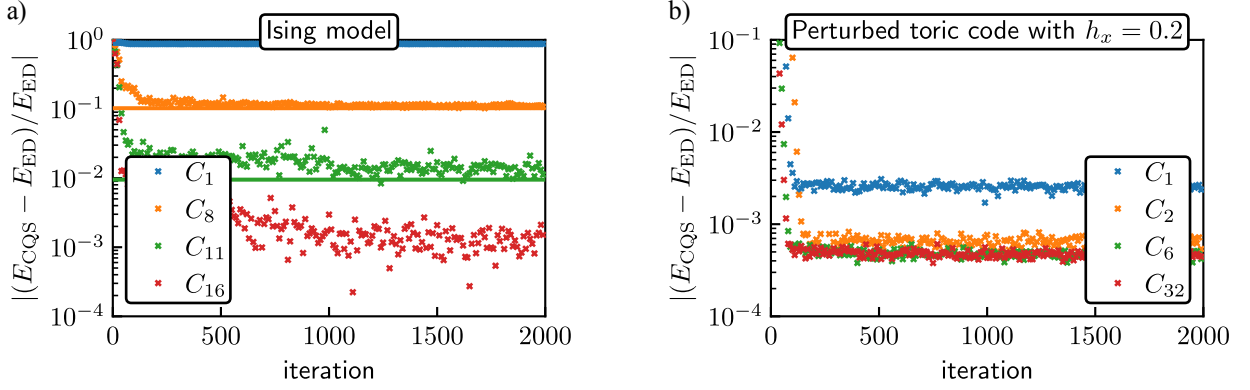 a)
Ising model
|(E_CQS − E_ED)/E_ED|
10^0
10^−1
10^−2
10^−3
10^−4
C_1
C_8
C_11
C_16
0 500 1000 1500 2000
iteration
b)
Perturbed toric code with h_x = 0.2
|(E_CQS − E_ED)/E_ED|
10^−1
10^−2
10^−3
10^−4
C_1
C_2
C_6
C_32
0 500 1000 1500 2000
iteration